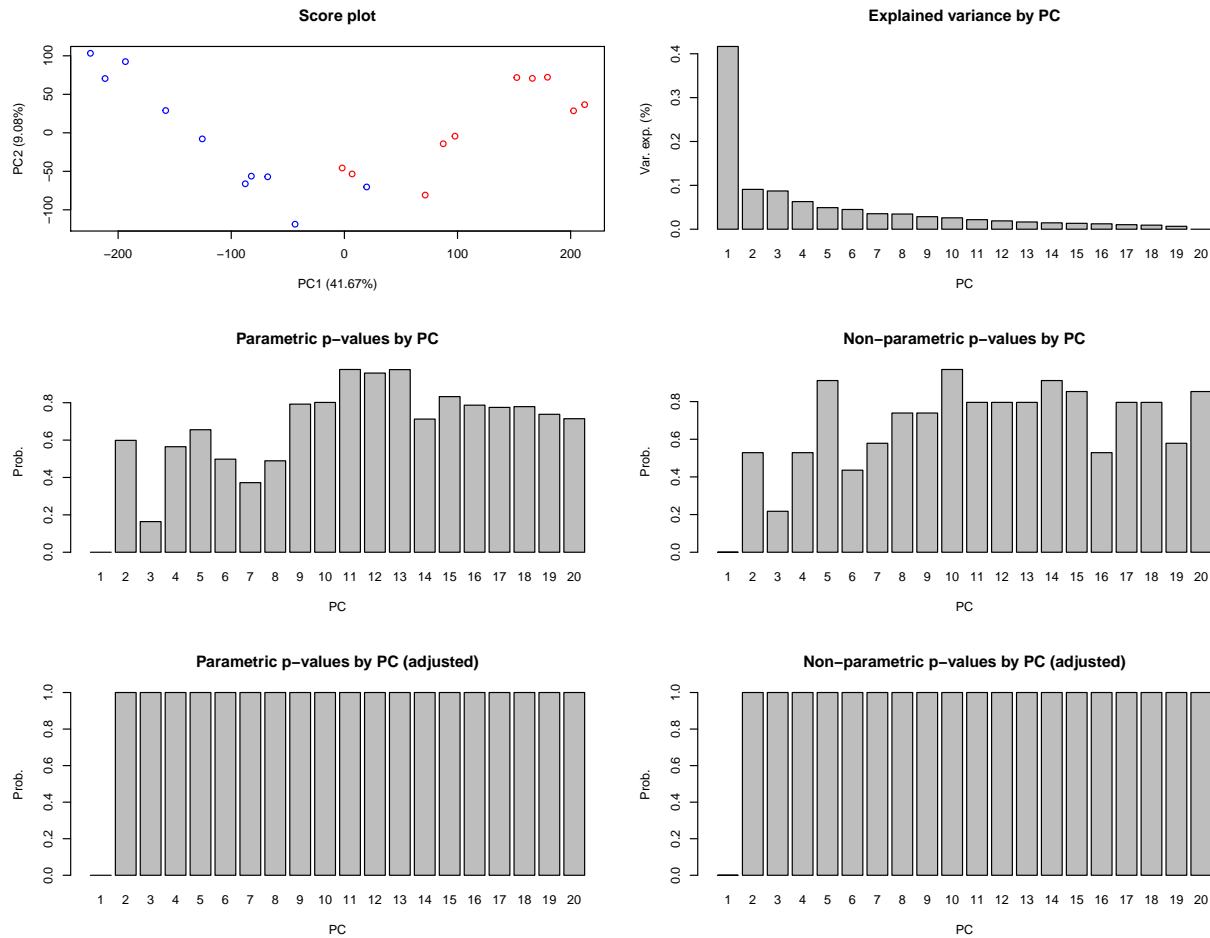 Score plot
PC2 (9.08%)
100
50
0
−50
−100
−200
−100
0
100
200
PC1 (41.67%)
Explained variance by PC
Var. exp. (%)
0.4
0.3
0.2
0.1
0.0
1 2 3 4 5 6 7 8 9 10 11 12 13 14 15 16 17 18 19 20
PC
Parametric p−values by PC
Prob.
0.8
0.6
0.4
0.2
0.0
1 2 3 4 5 6 7 8 9 10 11 12 13 14 15 16 17 18 19 20
PC
Non−parametric p−values by PC
Prob.
0.8
0.6
0.4
0.2
0.0
1 2 3 4 5 6 7 8 9 10 11 12 13 14 15 16 17 18 19 20
PC
Parametric p−values by PC (adjusted)
Prob.
1.0
0.8
0.6
0.4
0.2
0.0
1 2 3 4 5 6 7 8 9 10 11 12 13 14 15 16 17 18 19 20
PC
Non−parametric p−values by PC (adjusted)
Prob.
1.0
0.8
0.6
0.4
0.2
0.0
1 2 3 4 5 6 7 8 9 10 11 12 13 14 15 16 17 18 19 20
PC